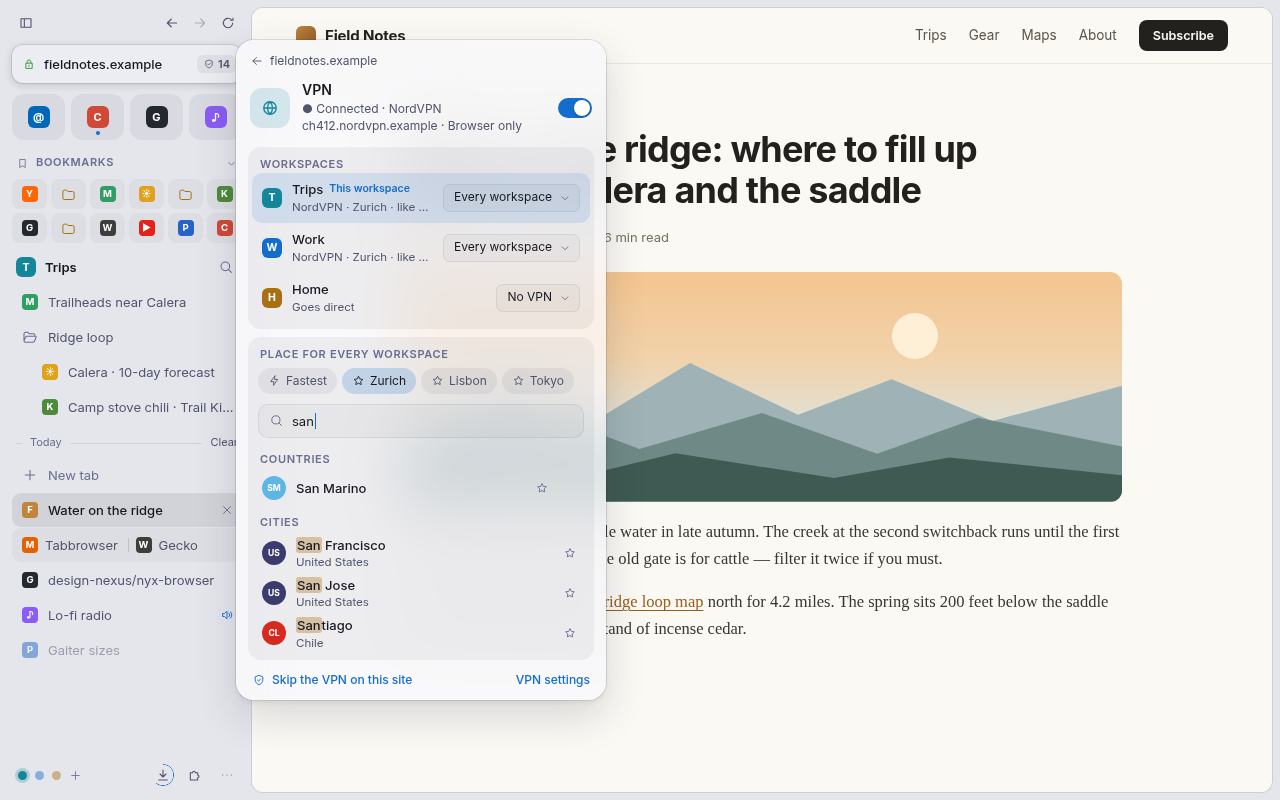 fieldnotes.example
14
@
C
G
BOOKMARKS
Y
M
K
G
W
P
C
T Trips
M Trailheads near Calera
Ridge loop
Calera · 10-day forecast
K Camp stove chili · Trail Ki...
Today
Clear
New tab
F Water on the ridge
M Tabbrowser
W Gecko
G design-nexus/nyx-browser
Lo-fi radio
P Gaiter sizes
fieldnotes.example
VPN
Connected · NordVPN
ch412.nordvpn.example · Browser only
WORKSPACES
T Trips This workspace
NordVPN · Zurich · like ...
Every workspace
W Work
NordVPN · Zurich · like ...
Every workspace
H Home
Goes direct
No VPN
PLACE FOR EVERY WORKSPACE
Fastest
Zurich
Lisbon
Tokyo
san
COUNTRIES
SM San Marino
CITIES
US San Francisco
United States
US San Jose
United States
CL Santiago
Chile
Skip the VPN on this site
VPN settings
Field Notes
Trips
Gear
Maps
About
Subscribe
ridge: where to fill up
and the saddle
6 min read
water in late autumn. The creek at the second switchback runs until the first
old gate is for cattle — filter it twice if you must.
ridge loop map north for 4.2 miles. The spring sits 200 feet below the saddle
of incense cedar.